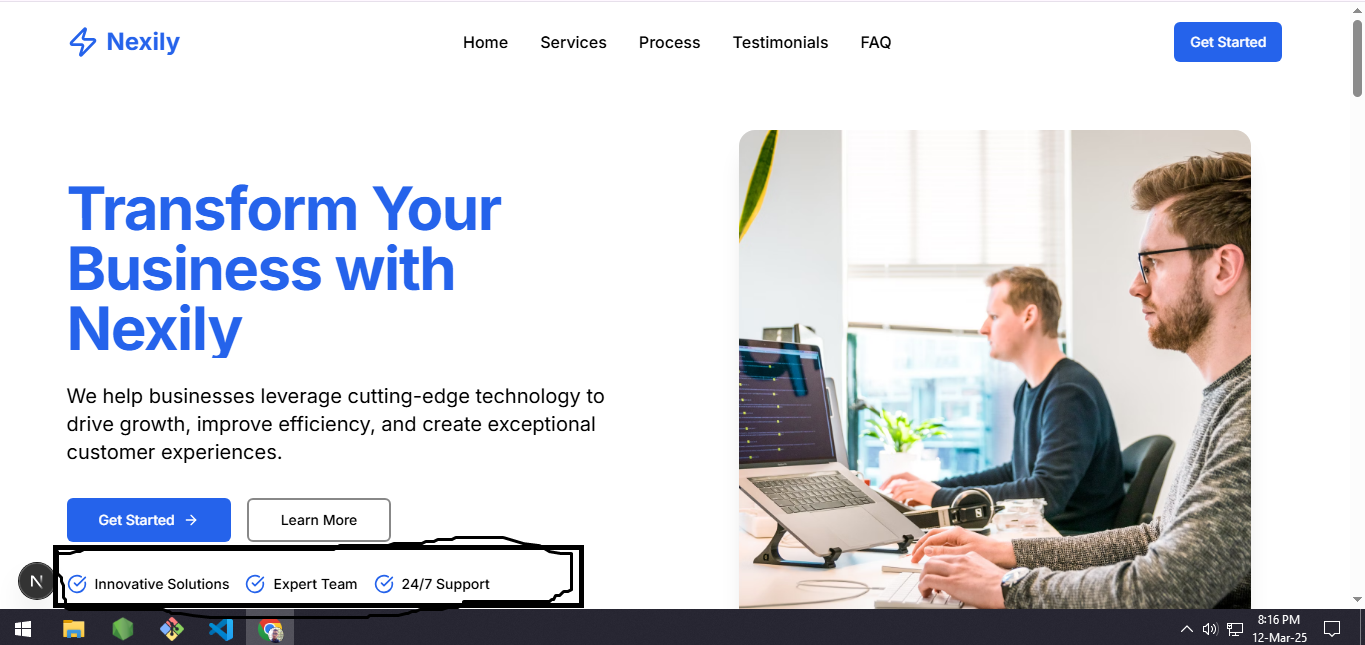 Nexily
Home Services Process Testimonials FAQ
Get Started
Transform Your
Business with
Nexily
We help businesses leverage cutting-edge technology to
drive growth, improve efficiency, and create exceptional
customer experiences.
Get Started → Learn More
Innovative Solutions Expert Team 24/7 Support
N
8:16 PM
12-Mar-25